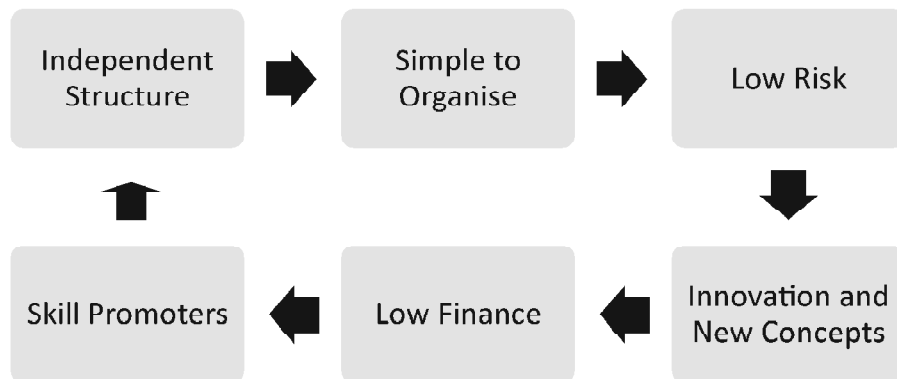 Independent
Structure
Simple to
Organise
Low Risk
Innovation and
New Concepts
Low Finance
Skill Promoters